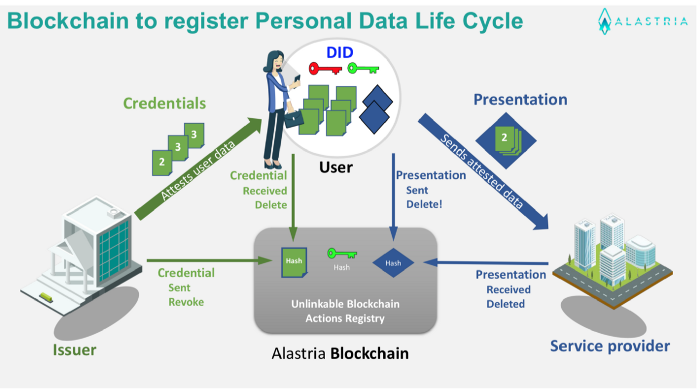 Blockchain to register Personal Data Life Cycle
ALASTRIA
DID
Credentials
2
3
3
Attests user data
User
Presentation
2
Sends attested data
Credential
Received
Delete
Presentation
Sent
Delete!
Hash
Hash
Hash
Unlinkable Blockchain
Actions Registry
Credential
Sent
Revoke
Presentation
Received
Deleted
Issuer
Alastria Blockchain
Service provider